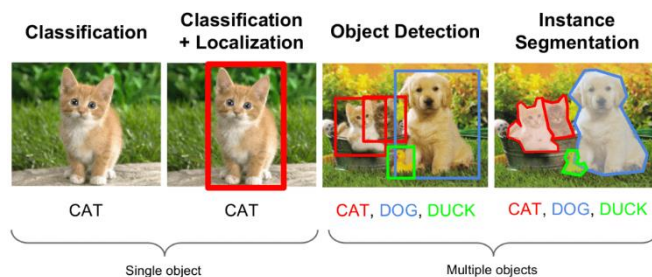 Classification
Classification
+ Localization
Object Detection
Instance
Segmentation
CAT
CAT
CAT, DOG, DUCK
CAT, DOG, DUCK
Single object
Multiple objects